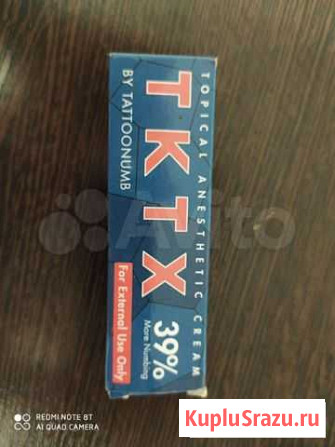 TOPICAL ANESTHETIC CREAM
TKTX
BY TATTOONUMB
39%
More Numbing
For External Use Only
Avito
REDMI NOTE 8T
AI QUAD CAMERA
KupluSrazu.ru